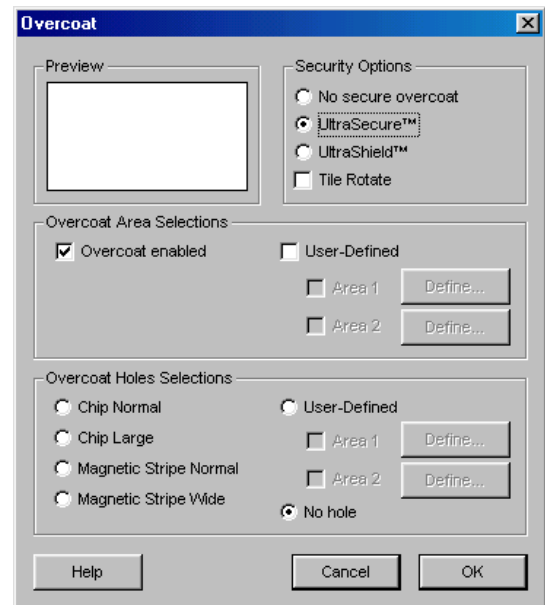 Overcoat
Preview
Security Options
No secure overcoat
UltraSecure™
UltraShield™
Tile Rotate
Overcoat Area Selections
Overcoat enabled
User-Defined
Area 1
Define...
Area 2
Define...
Overcoat Holes Selections
Chip Normal
Chip Large
Magnetic Stripe Normal
Magnetic Stripe Wide
User-Defined
Area 1
Define...
Area 2
Define...
No hole
Help
Cancel
OK